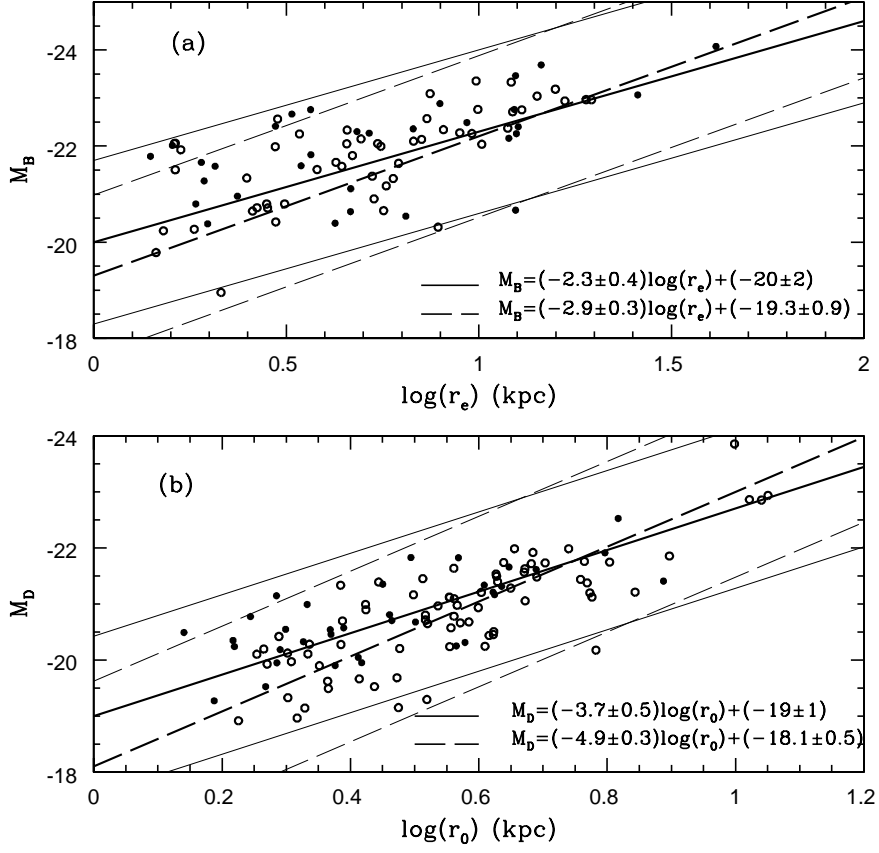 -24
(a)
-22
M_B
-20
M_B=(−2.3±0.4)log(r_e)+(−20±2)
M_B=(−2.9±0.3)log(r_e)+(−19.3±0.9)
-18
0 0.5 1 1.5 2
log(r_e) (kpc)
-24
(b)
-22
M_D
-20
M_D=(−3.7±0.5)log(r_0)+(−19±1)
M_D=(−4.9±0.3)log(r_0)+(−18.1±0.5)
-18
0 0.2 0.4 0.6 0.8 1 1.2
log(r_0) (kpc)